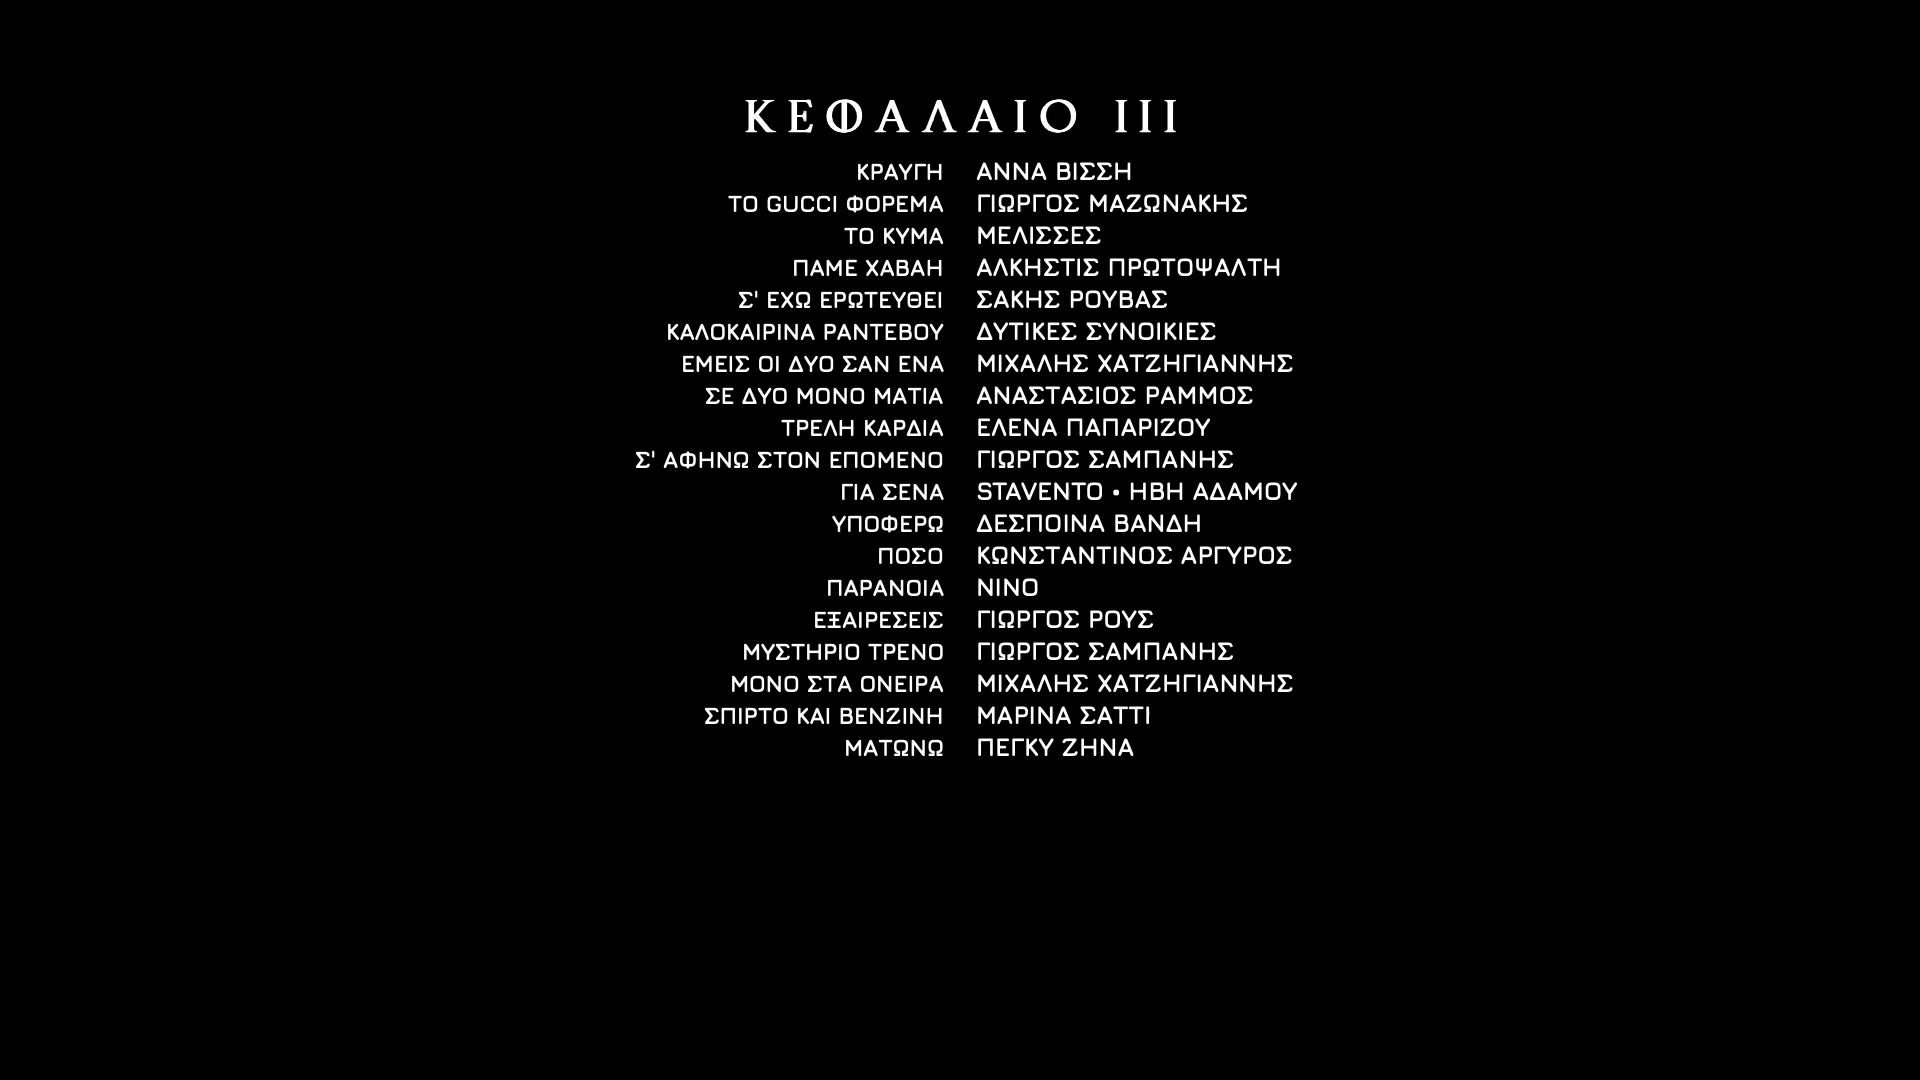 ΚΕΦΑΛΑΙΟ ΙΙΙ
ΚΡΑΥΓΗ ΑΝΝΑ ΒΙΣΣΗ
ΤΟ GUCCI ΦΟΡΕΜΑ ΓΙΩΡΓΟΣ ΜΑΖΩΝΑΚΗΣ
ΤΟ ΚΥΜΑ ΜΕΛΙΣΣΕΣ
ΠΑΜΕ ΧΑΒΑΗ ΑΛΚΗΣΤΙΣ ΠΡΩΤΟΨΑΛΤΗ
Σ' ΕΧΩ ΕΡΩΤΕΥΘΕΙ ΣΑΚΗΣ ΡΟΥΒΑΣ
ΚΑΛΟΚΑΙΡΙΝΑ ΡΑΝΤΕΒΟΥ ΔΥΤΙΚΕΣ ΣΥΝΟΙΚΙΕΣ
ΕΜΕΙΣ ΟΙ ΔΥΟ ΣΑΝ ΕΝΑ ΜΙΧΑΛΗΣ ΧΑΤΖΗΓΙΑΝΝΗΣ
ΣΕ ΔΥΟ ΜΟΝΟ ΜΑΤΙΑ ΑΝΑΣΤΑΣΙΟΣ ΡΑΜΜΟΣ
ΤΡΕΛΗ ΚΑΡΔΙΑ ΕΛΕΝΑ ΠΑΠΑΡΙΖΟΥ
Σ' ΑΦΗΝΩ ΣΤΟΝ ΕΠΟΜΕΝΟ ΓΙΩΡΓΟΣ ΣΑΜΠΑΝΗΣ
ΓΙΑ ΣΕΝΑ STAVENTO • ΗΒΗ ΑΔΑΜΟΥ
ΥΠΟΦΕΡΩ ΔΕΣΠΟΙΝΑ ΒΑΝΔΗ
ΠΟΣΟ ΚΩΝΣΤΑΝΤΙΝΟΣ ΑΡΓΥΡΟΣ
ΠΑΡΑΝΟΙΑ ΝΙΝΟ
ΕΞΑΙΡΕΣΕΙΣ ΓΙΩΡΓΟΣ ΡΟΥΣ
ΜΥΣΤΗΡΙΟ ΤΡΕΝΟ ΓΙΩΡΓΟΣ ΣΑΜΠΑΝΗΣ
ΜΟΝΟ ΣΤΑ ΟΝΕΙΡΑ ΜΙΧΑΛΗΣ ΧΑΤΖΗΓΙΑΝΝΗΣ
ΣΠΙΡΤΟ ΚΑΙ ΒΕΝΖΙΝΗ ΜΑΡΙΝΑ ΣΑΤΤΙ
ΜΑΤΩΝΩ ΠΕΓΚΥ ΖΗΝΑ